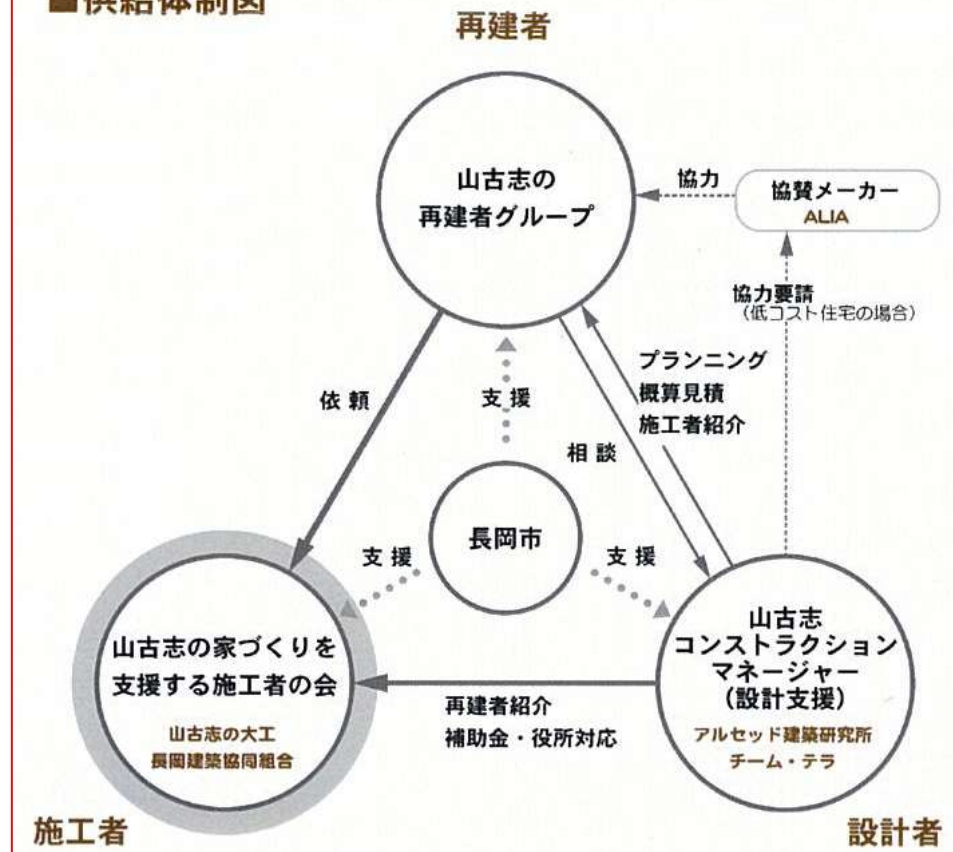 ■供給体制図
再建者
山古志の
再建者グループ
協力
協賛メーカー
ALIA
協力要請
（低コスト住宅の場合）
プランニング
概算見積
施工者紹介
依頼
支援
相談
長岡市
支援
支援
山古志の家づくりを
支援する施工者の会
山古志の大工
長岡建築協同組合
再建者紹介
補助金・役所対応
山古志
コンストラクション
マネージャー
（設計支援）
アルセッド建築研究所
チーム・テラ
施工者
設計者